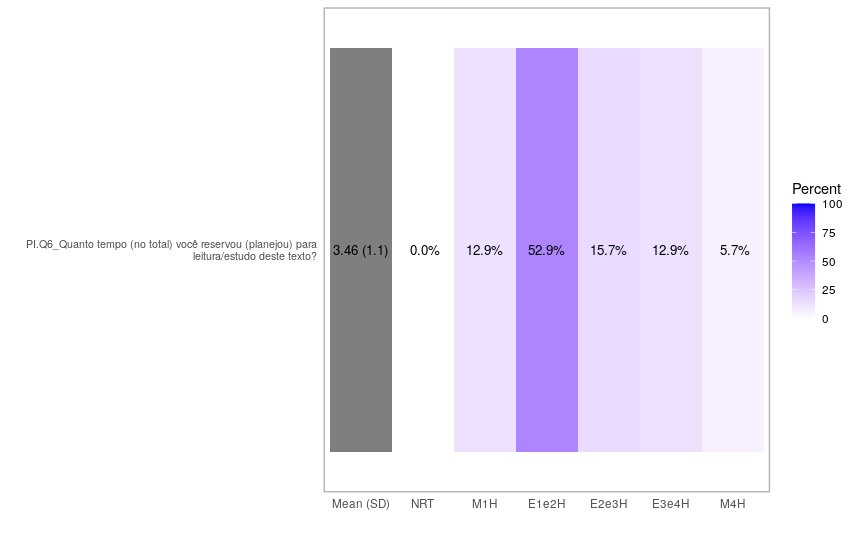 PI.Q6_Quanto tempo (no total) você reservou (planejou) para
leitura/estudo deste texto?
3.46 (1.1) 0.0% 12.9% 52.9% 15.7% 12.9% 5.7%
Mean (SD) NRT M1H E1e2H E2e3H E3e4H M4H
Percent
100
75
50
25
0